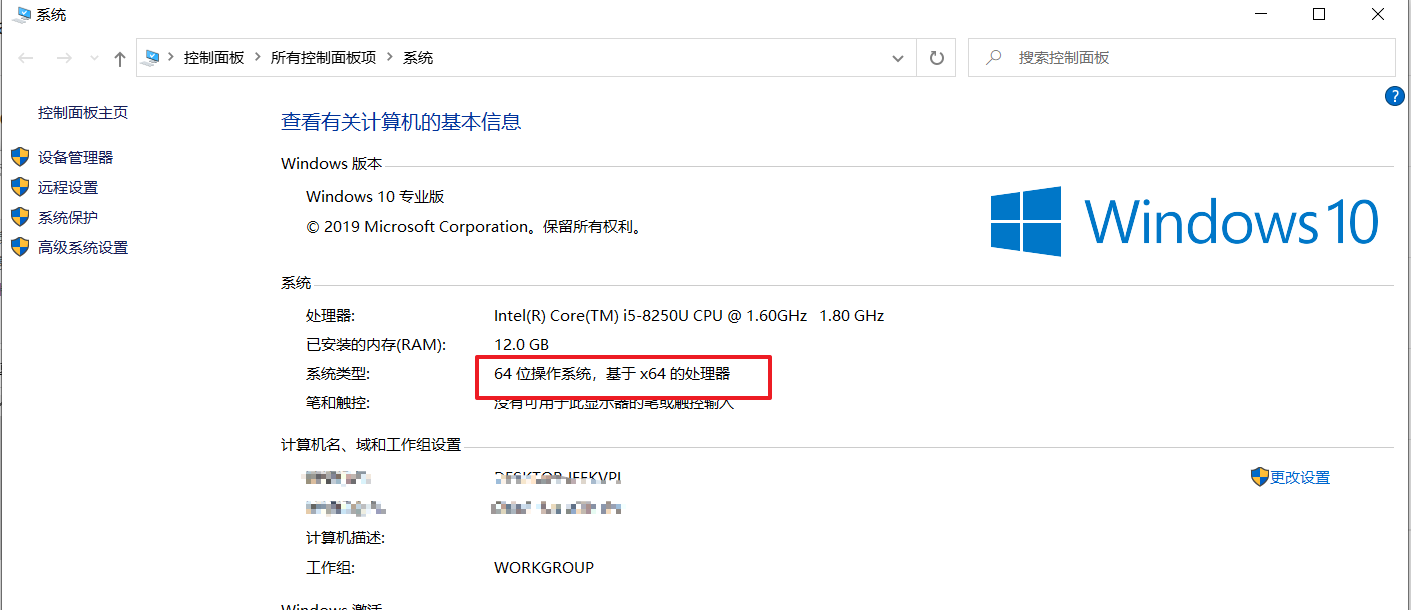 系统
控制面板 所有控制面板项 系统
搜索控制面板
?
控制面板主页
设备管理器
远程设置
系统保护
高级系统设置
查看有关计算机的基本信息
Windows 版本
Windows 10 专业版
© 2019 Microsoft Corporation。保留所有权利。
Windows 10
系统
处理器: Intel(R) Core(TM) i5-8250U CPU @ 1.60GHz 1.80 GHz
已安装的内存(RAM): 12.0 GB
系统类型: 64 位操作系统，基于 x64 的处理器
笔和触控: 没有可用于此显示器的笔或触控输入
计算机名、域和工作组设置
更改设置
计算机描述:
工作组: WORKGROUP
Windows 激活